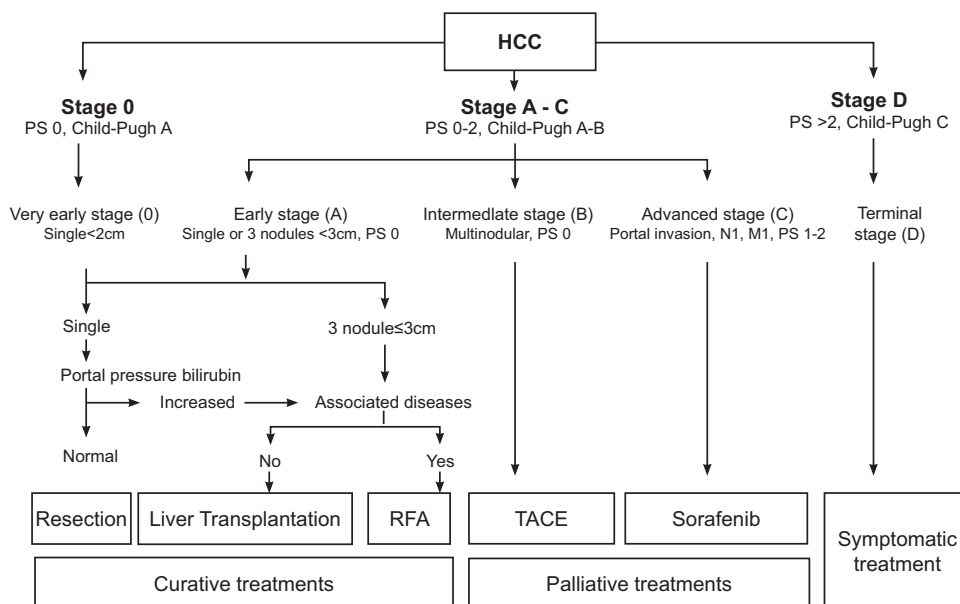 HCC
Stage 0
PS 0, Child-Pugh A
Stage A - C
PS 0-2, Child-Pugh A-B
Stage D
PS >2, Child-Pugh C
Very early stage (0)
Single<2cm
Early stage (A)
Single or 3 nodules <3cm, PS 0
Intermedlate stage (B)
Multinodular, PS 0
Advanced stage (C)
Portal invasion, N1, M1, PS 1-2
Terminal
stage (D)
Single
3 nodule≤3cm
Portal pressure bilirubin
Increased
Associated diseases
Normal
No
Yes
Resection
Liver Transplantation
RFA
TACE
Sorafenib
Symptomatic
treatment
Curative treatments
Palliative treatments